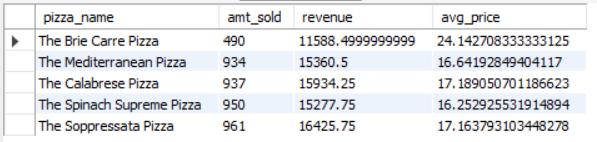 pizza_name amt_sold revenue avg_price
The Brie Carre Pizza 490 11588.4999999999 24.142708333333125
The Mediterranean Pizza 934 15360.5 16.64192849404117
The Calabrese Pizza 937 15934.25 17.189050701186623
The Spinach Supreme Pizza 950 15277.75 16.252925531914894
The Soppressata Pizza 961 16425.75 17.163793103448278